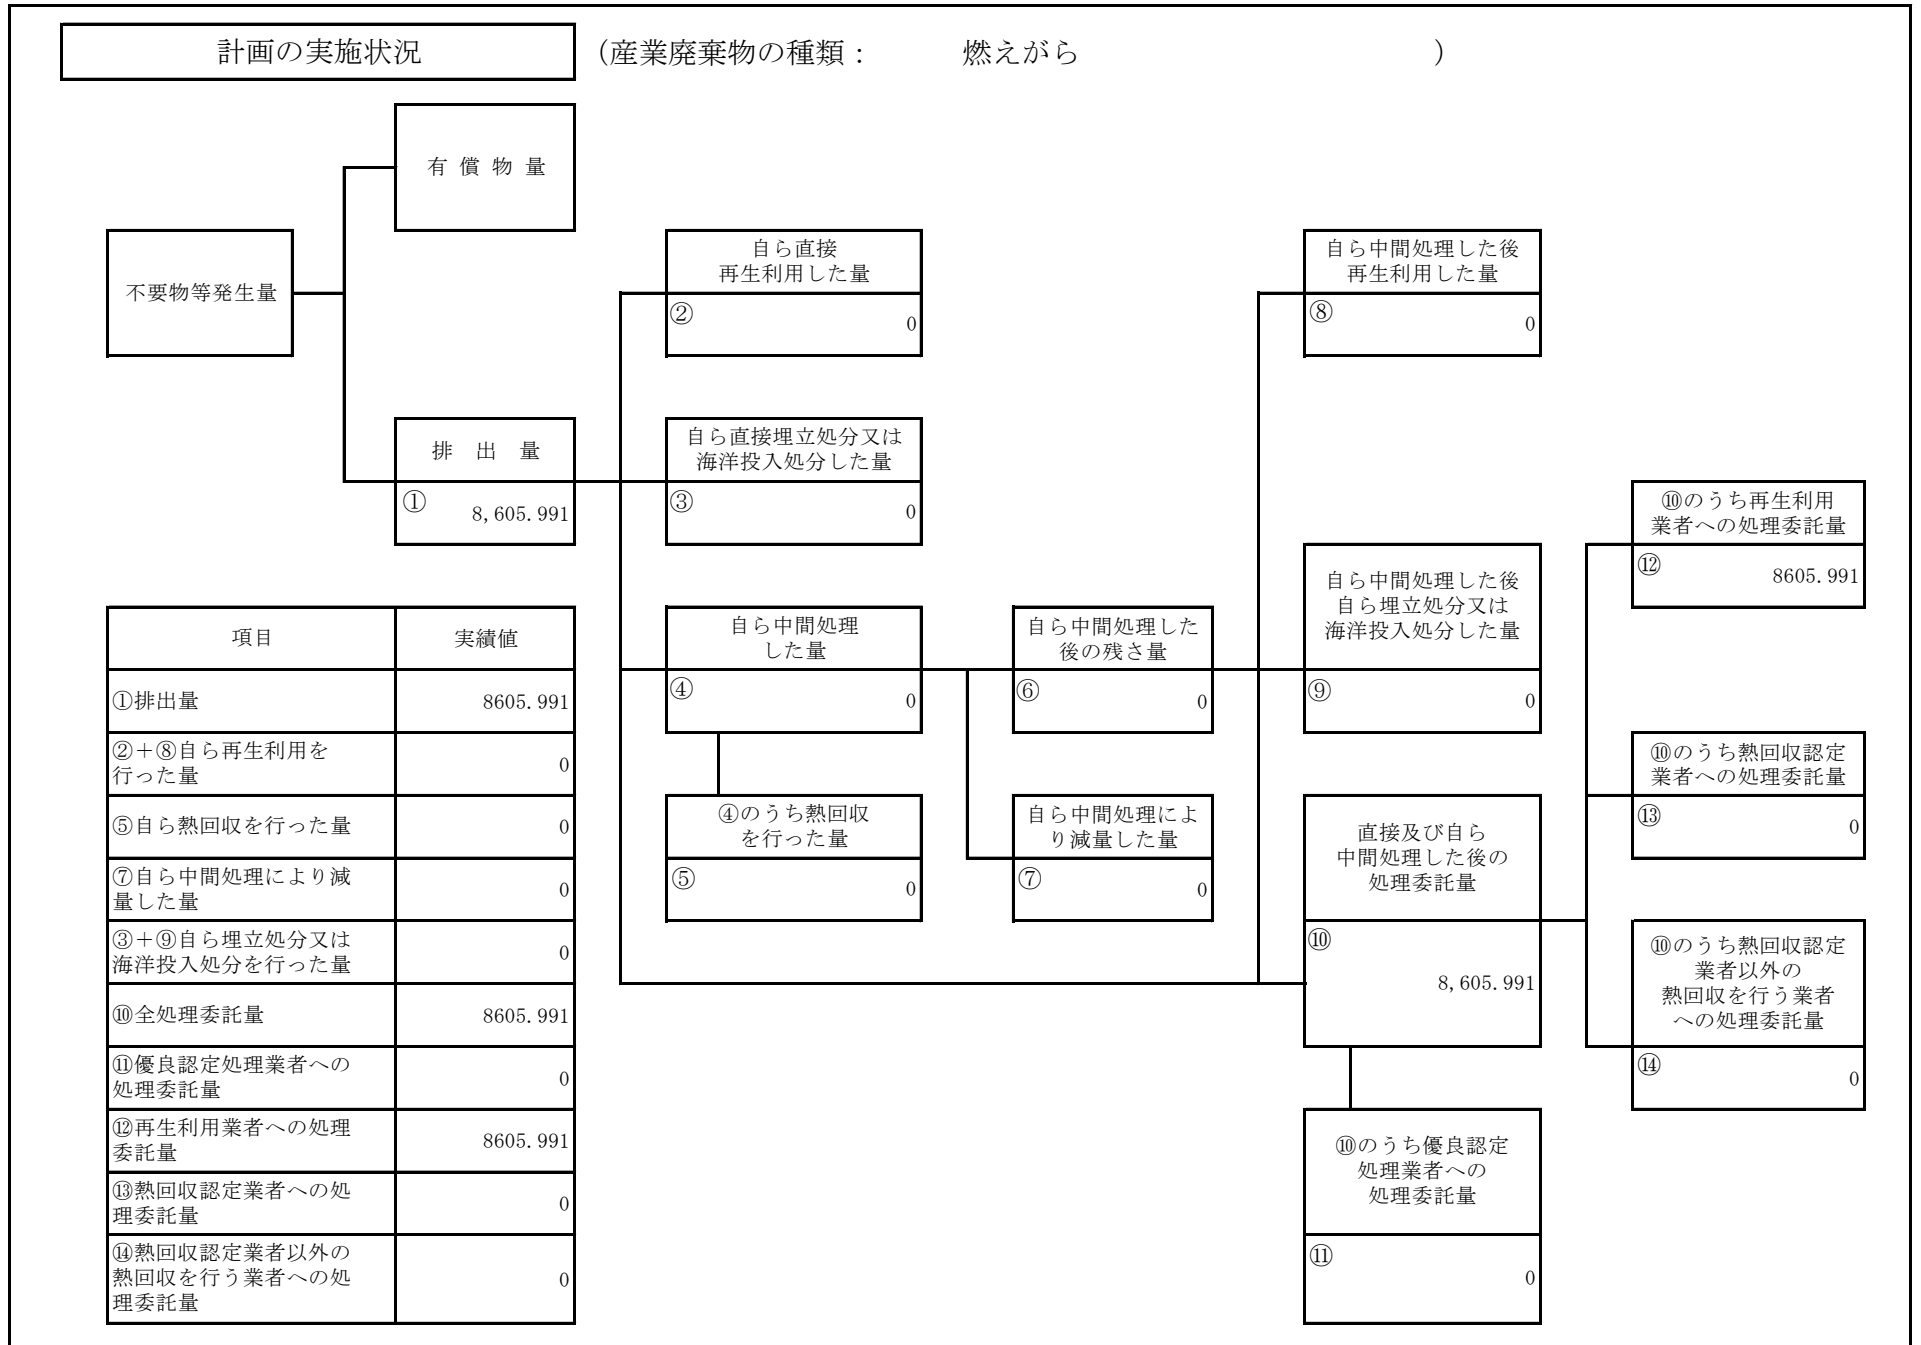 計画の実施状況 (産業廃棄物の種類： 燃えがら )
有 償 物 量
不要物等発生量
自ら直接
再生利用した量
② 0
自ら中間処理した後
再生利用した量
⑧ 0
排 出 量
① 8,605.991
自ら直接埋立処分又は
海洋投入処分した量
③ 0
⑩のうち再生利用
業者への処理委託量
⑫ 8605.991
自ら中間処理した後
自ら埋立処分又は
海洋投入処分した量
⑨ 0
自ら中間処理
した量
④ 0
自ら中間処理した
後の残さ量
⑥ 0
⑩のうち熱回収認定
業者への処理委託量
⑬ 0
④のうち熱回収
を行った量
⑤ 0
自ら中間処理によ
り減量した量
⑦ 0
直接及び自ら
中間処理した後の
処理委託量
⑩ 8,605.991
⑩のうち熱回収認定
業者以外の
熱回収を行う業者
への処理委託量
⑭ 0
⑩のうち優良認定
処理業者への
処理委託量
⑪ 0
項目 実績値
①排出量 8605.991
②＋⑧自ら再生利用を
行った量 0
⑤自ら熱回収を行った量 0
⑦自ら中間処理により減
量した量 0
③＋⑨自ら埋立処分又は
海洋投入処分を行った量 0
⑩全処理委託量 8605.991
⑪優良認定処理業者への
処理委託量 0
⑫再生利用業者への処理
委託量 8605.991
⑬熱回収認定業者への処
理委託量 0
⑭熱回収認定業者以外の
熱回収を行う業者への処
理委託量 0